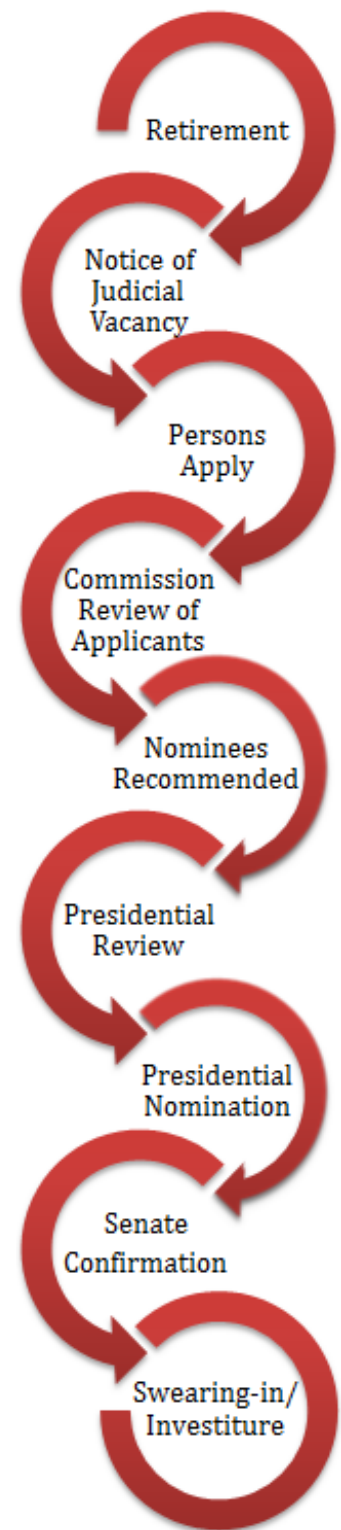 Retirement
Notice of
Judicial
Vacancy
Persons
Apply
Commission
Review of
Applicants
Nominees
Recommended
Presidential
Review
Presidential
Nomination
Senate
Confirmation
Swearing-in/
Investiture